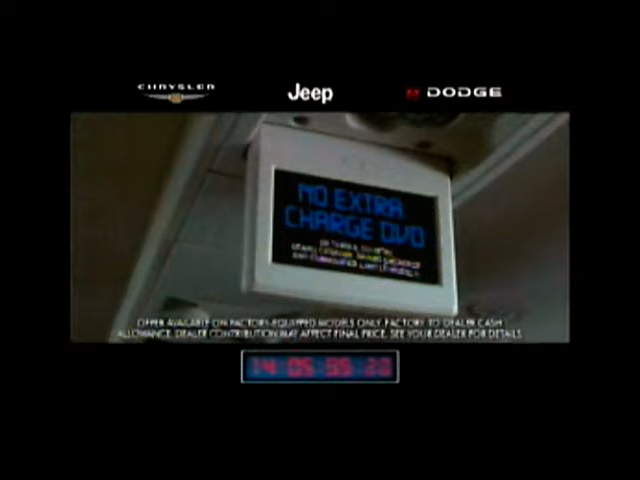 CHRYSLER
Jeep
DODGE
NO EXTRA
CHARGE DVD
OFFER AVAILABLE ON FACTORY-EQUIPPED MODELS ONLY. FACTORY TO DEALER CASH
ALLOWANCE. DEALER CONTRIBUTION MAY AFFECT FINAL PRICE. SEE YOUR DEALER FOR DETAILS.
14:05:55:20